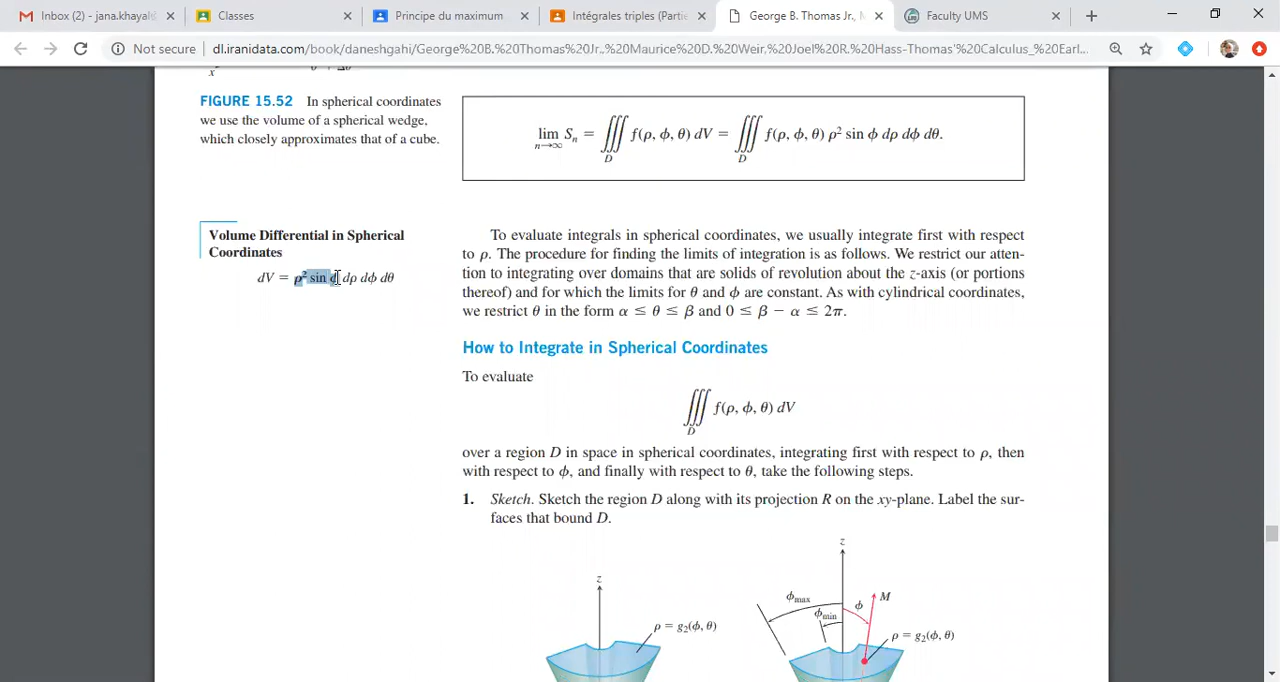 Inbox (2) - jana.khayal@
Classes
Principe du maximum
Intégrales triples (Partie
George B. Thomas Jr., M
Faculty UMS
Not secure | dl.iranidata.com/book/daneshgahi/George%20B.%20Thomas%20Jr.,%20Maurice%20D.%20Weir,%20Joel%20R.%20Hass-Thomas'%20Calculus_%20Earl...
x
FIGURE 15.52 In spherical coordinates
we use the volume of a spherical wedge,
which closely approximates that of a cube.
lim Sₙ = ∭ f(ρ, ϕ, θ) dV = ∭ f(ρ, ϕ, θ) ρ² sin ϕ dρ dϕ dθ.
n→∞ D D
Volume Differential in Spherical
Coordinates
dV = ρ² sin ϕ dρ dϕ dθ
To evaluate integrals in spherical coordinates, we usually integrate first with respect
to ρ. The procedure for finding the limits of integration is as follows. We restrict our atten-
tion to integrating over domains that are solids of revolution about the z-axis (or portions
thereof) and for which the limits for θ and ϕ are constant. As with cylindrical coordinates,
we restrict θ in the form α ≤ θ ≤ β and 0 ≤ β − α ≤ 2π.
How to Integrate in Spherical Coordinates
To evaluate
∭ f(ρ, ϕ, θ) dV
D
over a region D in space in spherical coordinates, integrating first with respect to ρ, then
with respect to ϕ, and finally with respect to θ, take the following steps.
1. Sketch. Sketch the region D along with its projection R on the xy-plane. Label the sur-
faces that bound D.
z
z
ϕmax
ϕ
M
ϕmin
ρ = g₂(ϕ, θ)
ρ = g₂(ϕ, θ)